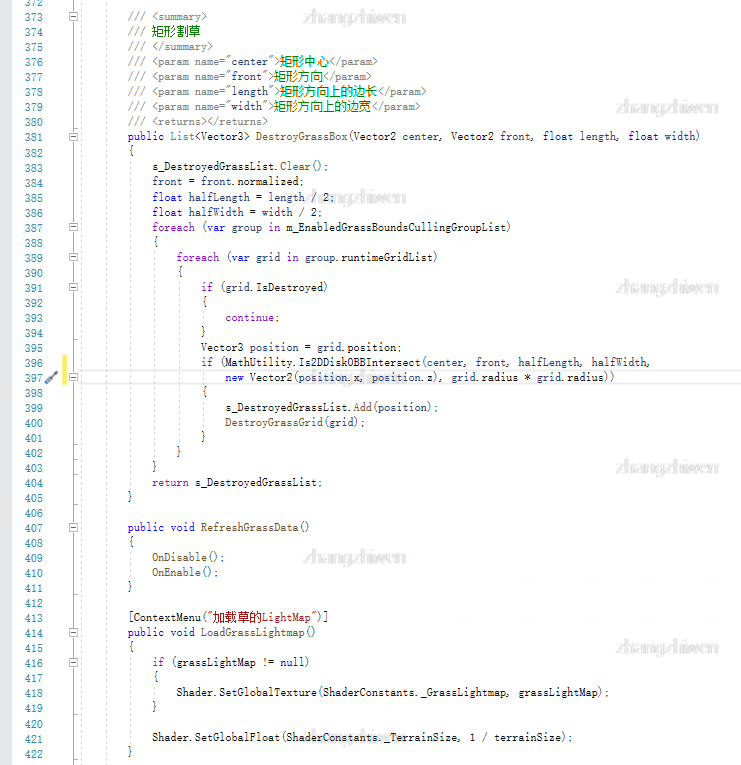 372
373 /// <summary>
374 /// 矩形割草
375 /// </summary>
376 /// <param name="center">矩形中心</param>
377 /// <param name="front">矩形方向</param>
378 /// <param name="length">矩形方向上的边长</param>
379 /// <param name="width">矩形方向上的边宽</param>
380 /// <returns></returns>
381 public List<Vector3> DestroyGrassBox(Vector2 center, Vector2 front, float length, float width)
382 {
383 s_DestroyedGrassList.Clear();
384 front = front.normalized;
385 float halfLength = length / 2;
386 float halfWidth = width / 2;
387 foreach (var group in m_EnabledGrassBoundsCullingGroupList)
388 {
389 foreach (var grid in group.runtimeGridList)
390 {
391 if (grid.IsDestroyed)
392 {
393 continue;
394 }
395 Vector3 position = grid.position;
396 if (MathUtility.Is2DDiskOBBIntersect(center, front, halfLength, halfWidth,
397 new Vector2(position.x, position.z), grid.radius * grid.radius))
398 {
399 s_DestroyedGrassList.Add(position);
400 DestroyGrassGrid(grid);
401 }
402 }
403 }
404 return s_DestroyedGrassList;
405 }
406
407 public void RefreshGrassData()
408 {
409 OnDisable();
410 OnEnable();
411 }
412
413 [ContextMenu("加载草的LightMap")]
414 public void LoadGrassLightmap()
415 {
416 if (grassLightMap != null)
417 {
418 Shader.SetGlobalTexture(ShaderConstants._GrassLightmap, grassLightMap);
419 }
420
421 Shader.SetGlobalFloat(ShaderConstants._TerrainSize, 1 / terrainSize);
422 }
zhangzhiwen
zhangzhiwen
zhangzhiwen
zhangzhiwen
zhangzhiwen
zhangzhiwen
zhangzhiwen
zhangzhiwen
zhangzhiwen